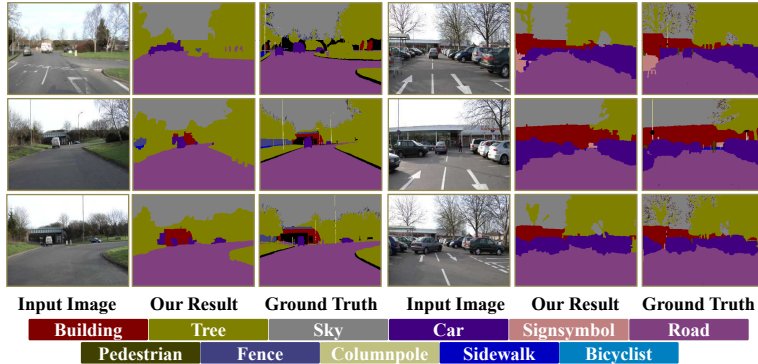 Input Image Our Result Ground Truth Input Image Our Result Ground Truth
Building Tree Sky Car Signsymbol Road
Pedestrian Fence Columnpole Sidewalk Bicyclist